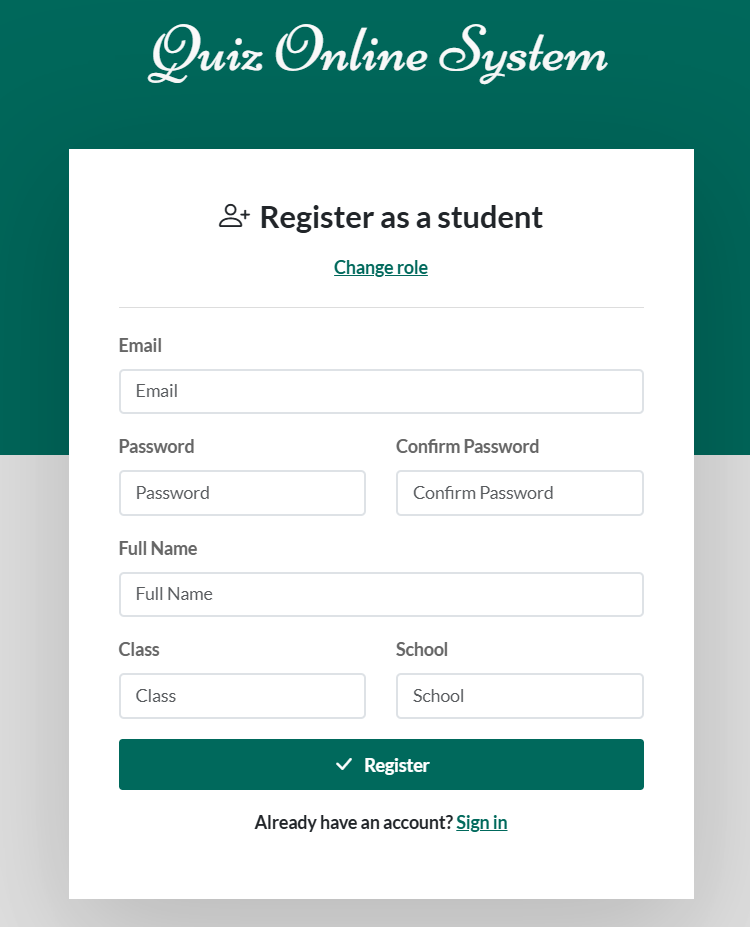 Quiz Online System
Register as a student
Change role
Email
Email
Password Confirm Password
Password Confirm Password
Full Name
Full Name
Class School
Class School
Register
Already have an account? Sign in